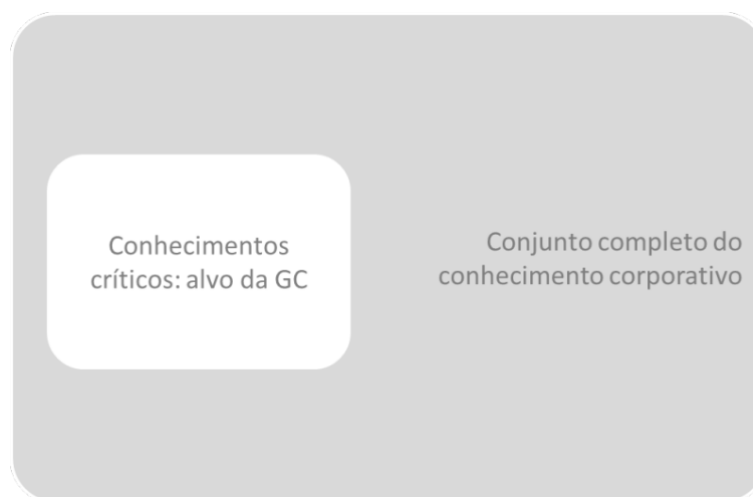 Conhecimentos
críticos: alvo da GC
Conjunto completo do
conhecimento corporativo